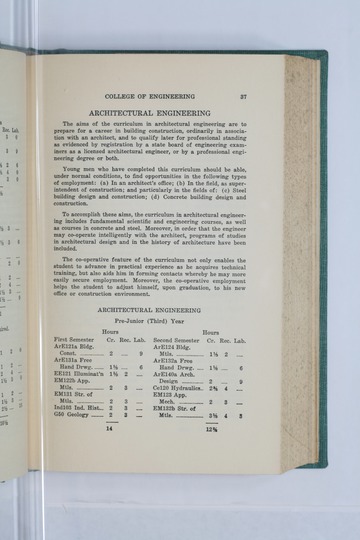 COLLEGE OF ENGINEERING 37
ARCHITECTURAL ENGINEERING
The aims of the curriculum in architectural engineering are to
prepare for a career in building construction, ordinarily in associa-
tion with an architect, and to qualify later for professional standing
as evidenced by registration by a state board of engineering exam-
iners as a licensed architectural engineer, or by a professional engi-
neering degree or both.
Young men who have completed this curriculum should be able,
under normal conditions, to find opportunities in the following types
of employment: (a) In an architect's office; (b) In the field, as super-
intendent of construction; and particularly in the fields of: (c) Steel
building design and construction; (d) Concrete building design and
construction.
To accomplish these aims, the curriculum in architectural engineer-
ing includes fundamental scientific and engineering courses, as well
as courses in concrete and steel. Moreover, in order that the engineer
may co-operate intelligently with the architect, programs of studies
in architectural design and in the history of architecture have been
included.
The co-operative feature of the curriculum not only enables the
student to advance in practical experience as he acquires technical
training, but also aids him in forming contacts whereby he may more
easily secure employment. Moreover, the co-operative employment
helps the student to adjust himself, upon graduation, to his new
office or construction environment.
ARCHITECTURAL ENGINEERING
Pre-Junior (Third) Year
Hours Hours
First Semester Cr. Rec. Lab. Second Semester Cr. Rec. Lab.
ArE121a Bldg. ArE124 Bldg.
Const. 2 ... 9 Mtls. 1½ 2 ...
ArE131a Free ArE132a Free
Hand Drwg. 1½ ... 6 Hand Drwg. 1½ ... 6
EE131 Illuminat'n 1½ 2 ... ArE140a Arch.
EM122b App. Design 2 ... 9
Mtls. 2 3 ... Ce120 Hydraulics 2¾ 4 ...
EM131 Str. of EM123 App.
Mtls. 2 3 ... Mech. 2 3 ...
Ind103 Ind. Hist. 2 3 ... EM132b Str. of
G50 Geology 2 3 ... Mtls. 3½ 4 3
14 12¾